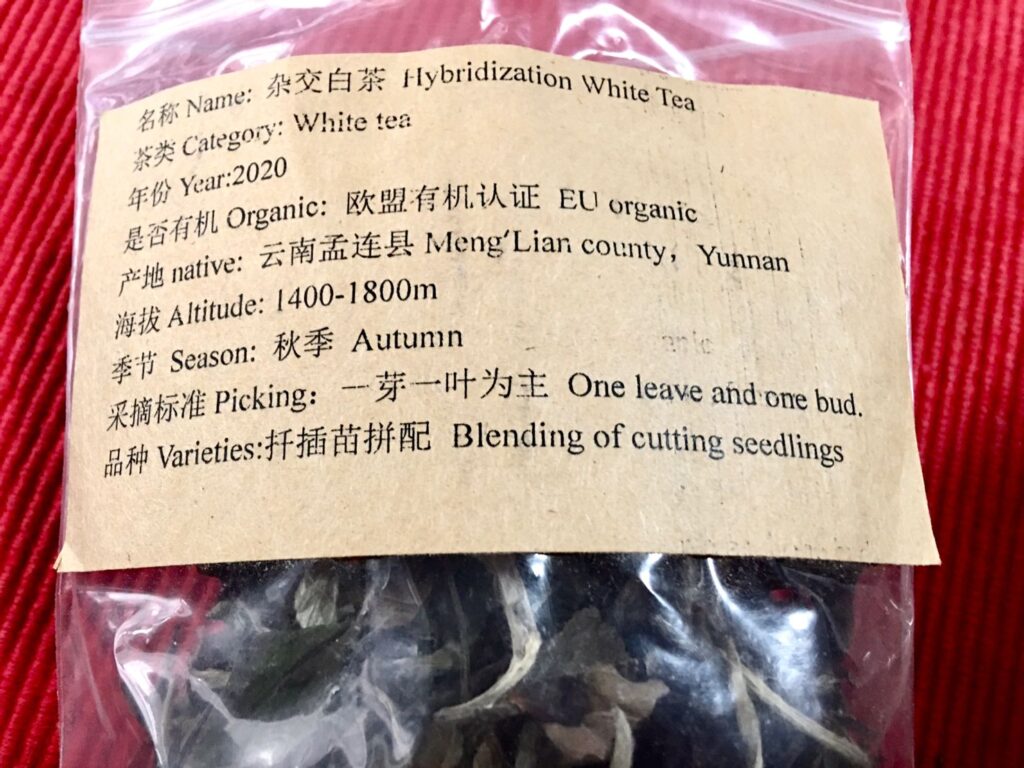 名称 Name: 杂交白茶 Hybridization White Tea
茶类 Category: White tea
年份 Year:2020
是否有机 Organic: 欧盟有机认证 EU organic
产地 native: 云南孟连县 Meng'Lian county, Yunnan
海拔 Altitude: 1400-1800m
季节 Season: 秋季 Autumn
采摘标准 Picking: 一芽一叶为主 One leave and one bud.
品种 Varieties:扦插苗拼配 Blending of cutting seedlings